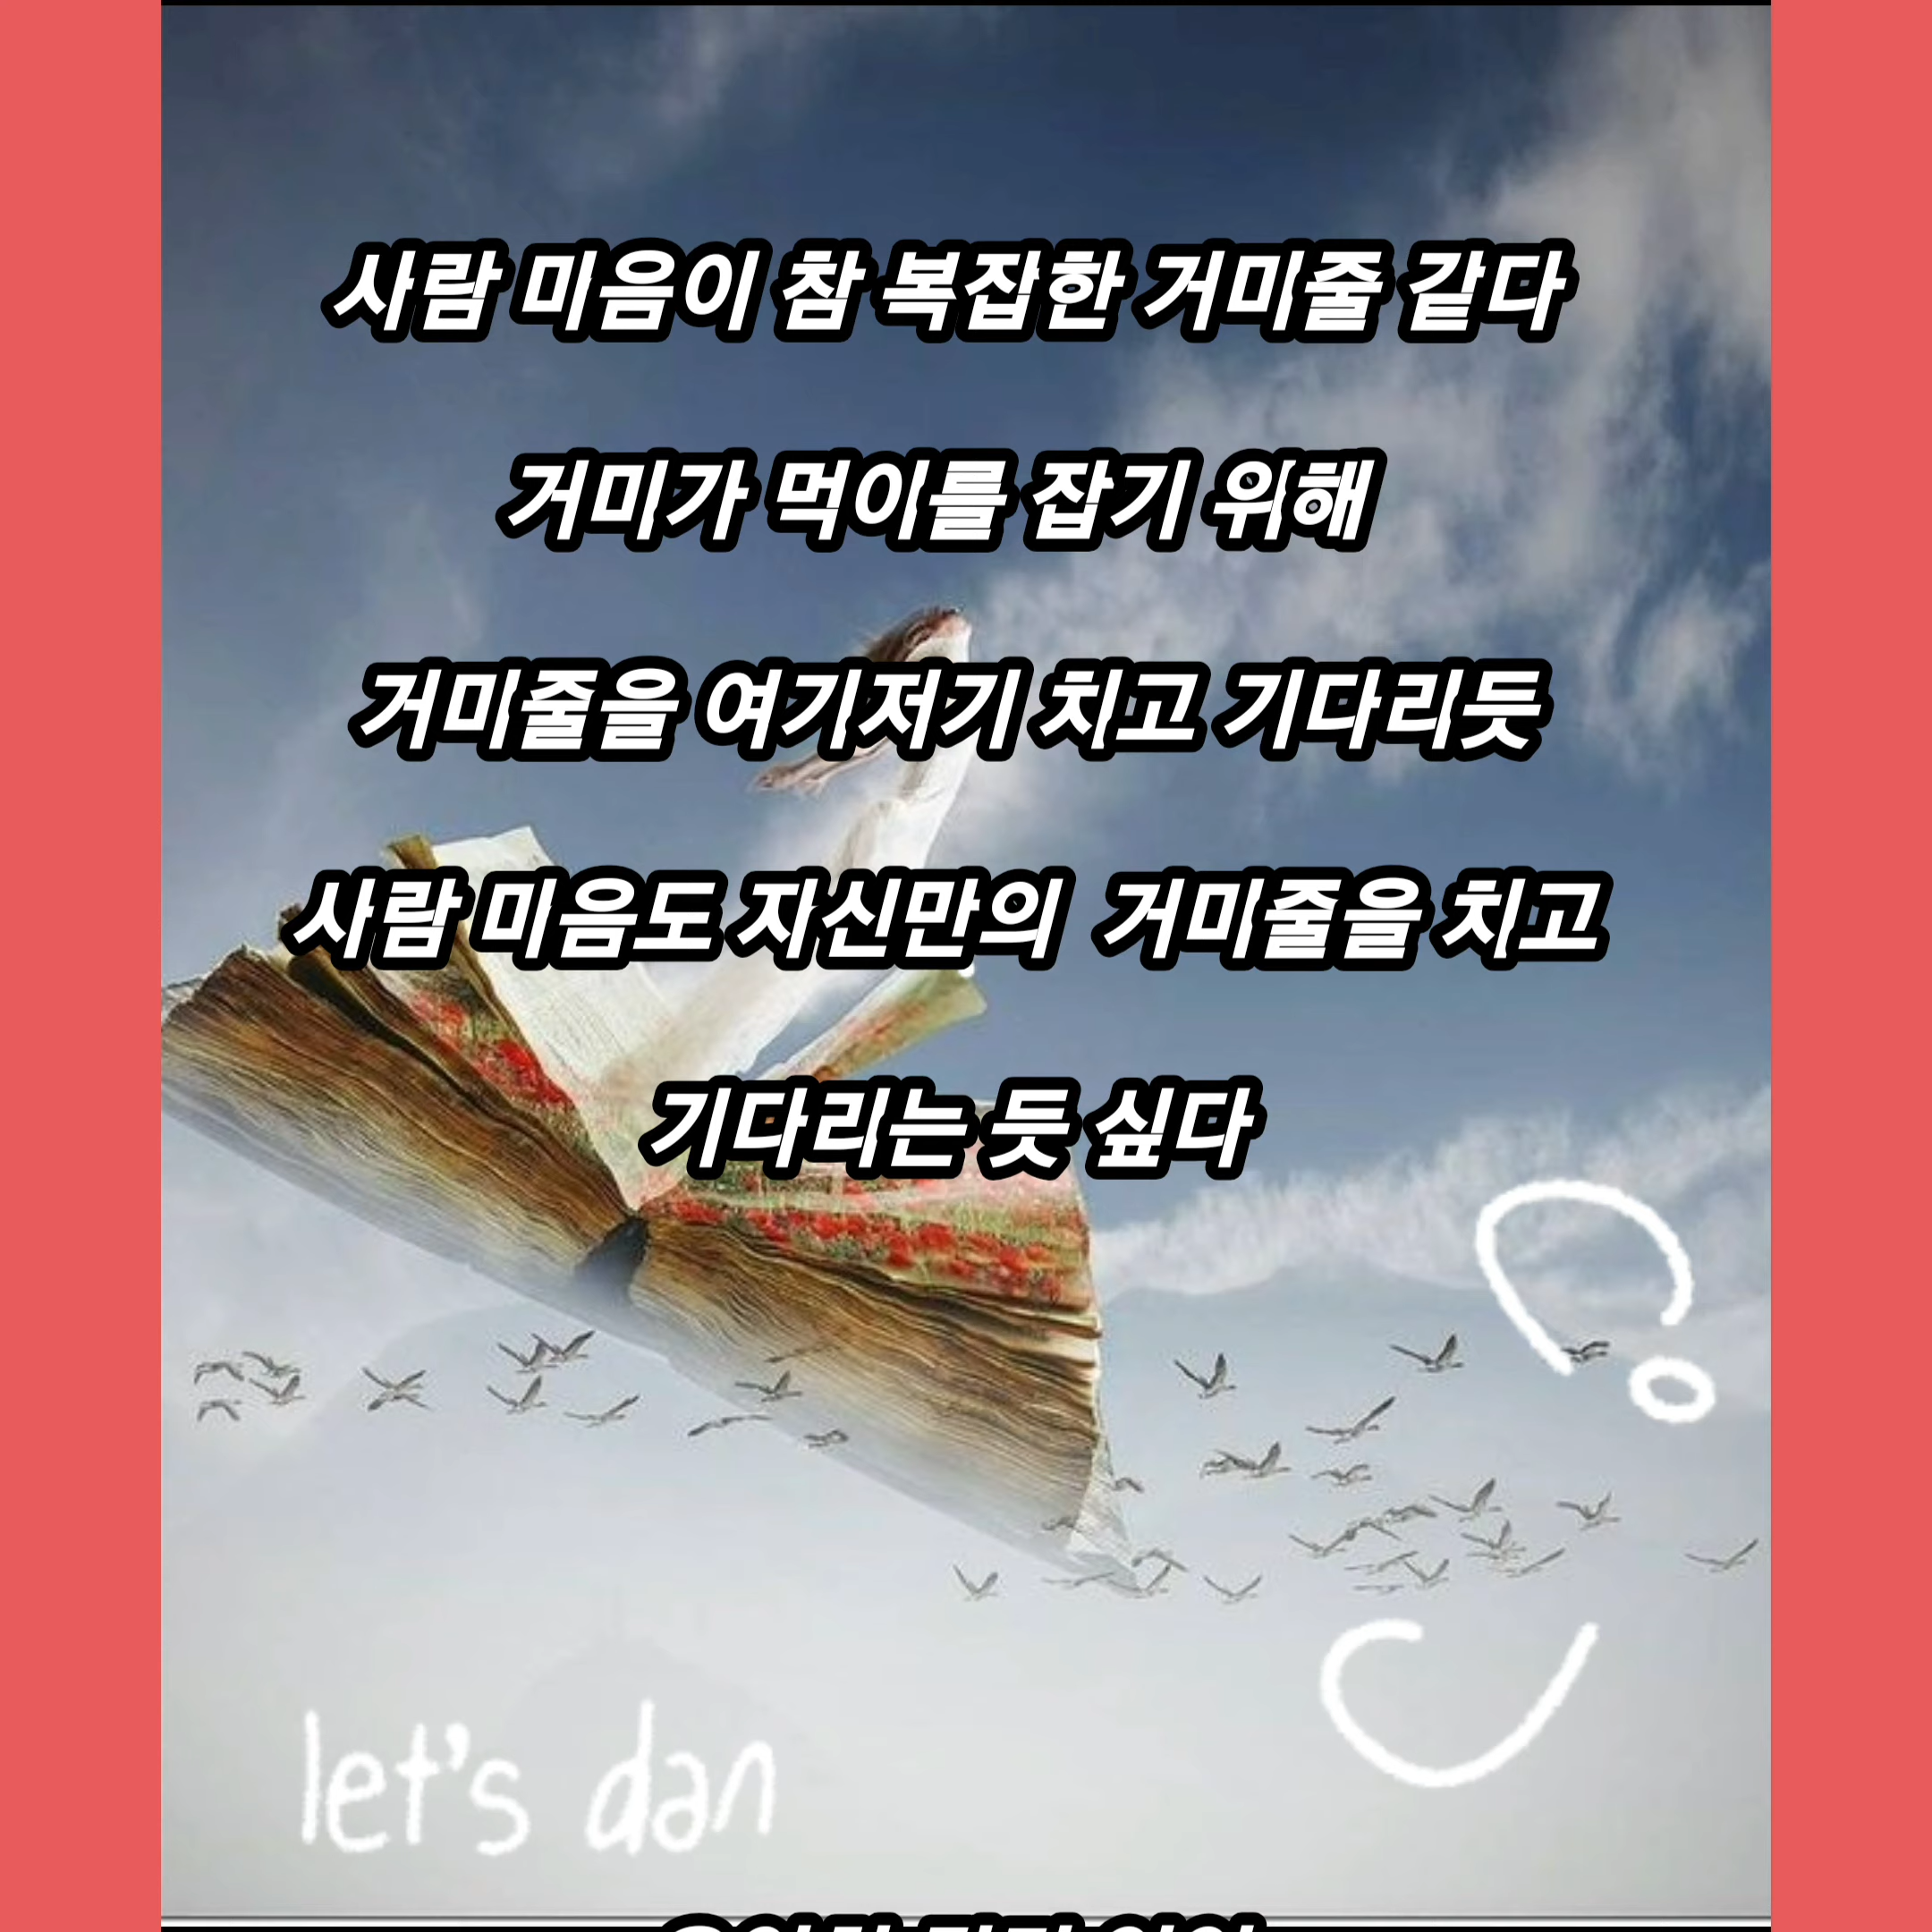 사람 마음이 참 복잡한 거미줄 같다
거미가 먹이를 잡기 위해
거미줄을 여기저기 치고 기다리듯
사람 마음도 자신만의 거미줄을 치고
기다리는 듯 싶다
let's dan